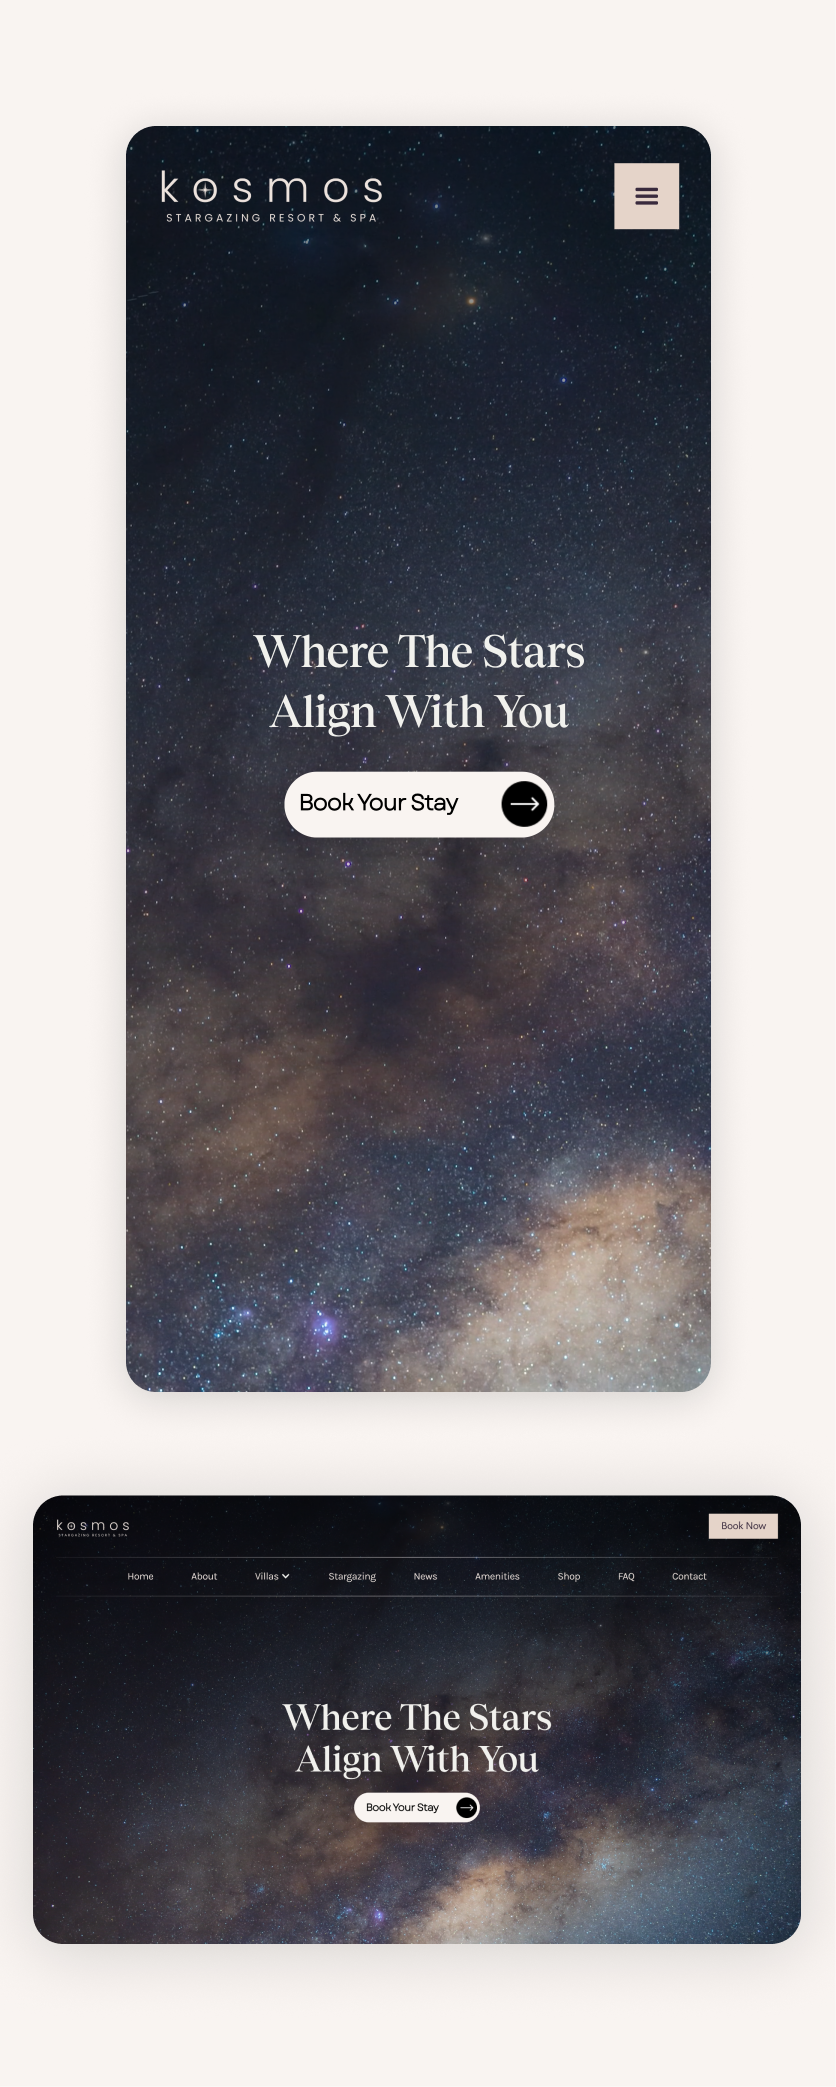 kosmos
STARGAZING RESORT & SPA
Where The Stars
Align With You
Book Your Stay
kosmos
STARGAZING RESORT & SPA
Book Now
Home About Villas Stargazing News Amenities Shop FAQ Contact
Where The Stars
Align With You
Book Your Stay